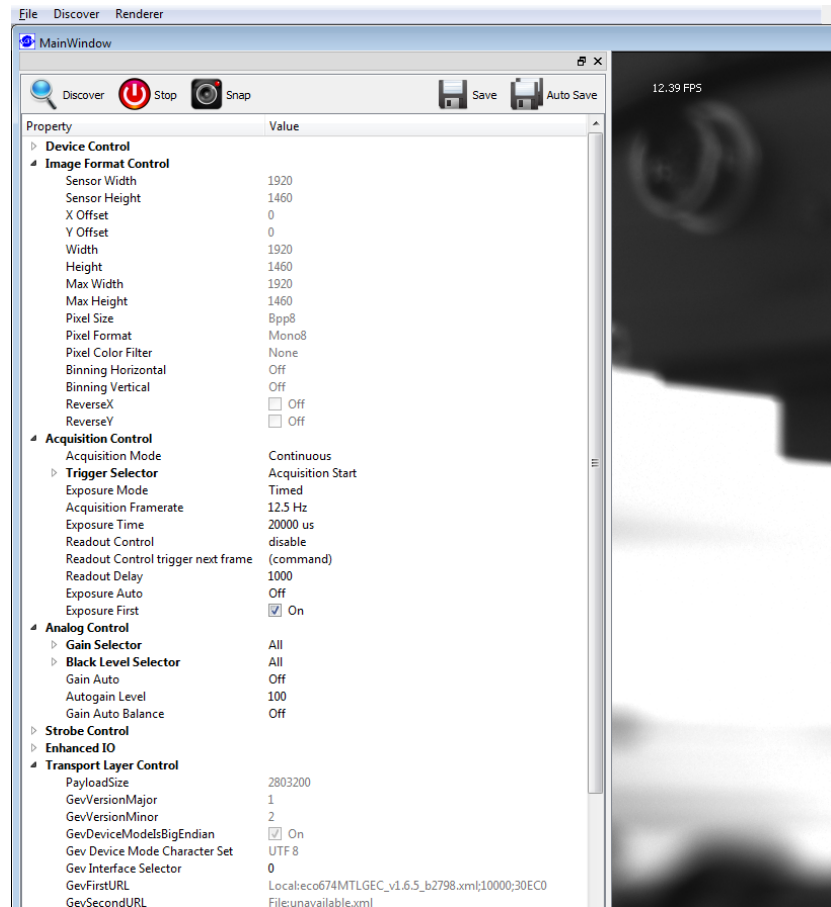 File Discover Renderer
MainWindow
Discover Stop Snap Save Auto Save
12.39 FPS
Property Value
Device Control
Image Format Control
Sensor Width 1920
Sensor Height 1460
X Offset 0
Y Offset 0
Width 1920
Height 1460
Max Width 1920
Max Height 1460
Pixel Size Bpp8
Pixel Format Mono8
Pixel Color Filter None
Binning Horizontal Off
Binning Vertical Off
ReverseX Off
ReverseY Off
Acquisition Control
Acquisition Mode Continuous
Trigger Selector Acquisition Start
Exposure Mode Timed
Acquisition Framerate 12.5 Hz
Exposure Time 20000 us
Readout Control disable
Readout Control trigger next frame (command)
Readout Delay 1000
Exposure Auto Off
Exposure First On
Analog Control
Gain Selector All
Black Level Selector All
Gain Auto Off
Autogain Level 100
Gain Auto Balance Off
Strobe Control
Enhanced IO
Transport Layer Control
PayloadSize 2803200
GevVersionMajor 1
GevVersionMinor 2
GevDeviceModeIsBigEndian On
Gev Device Mode Character Set UTF 8
Gev Interface Selector 0
GevFirstURL Local:eco674MTLGEC_v1.6.5_b2798.xml;10000;30EC0
GevSecondURL File:unavailable.xml